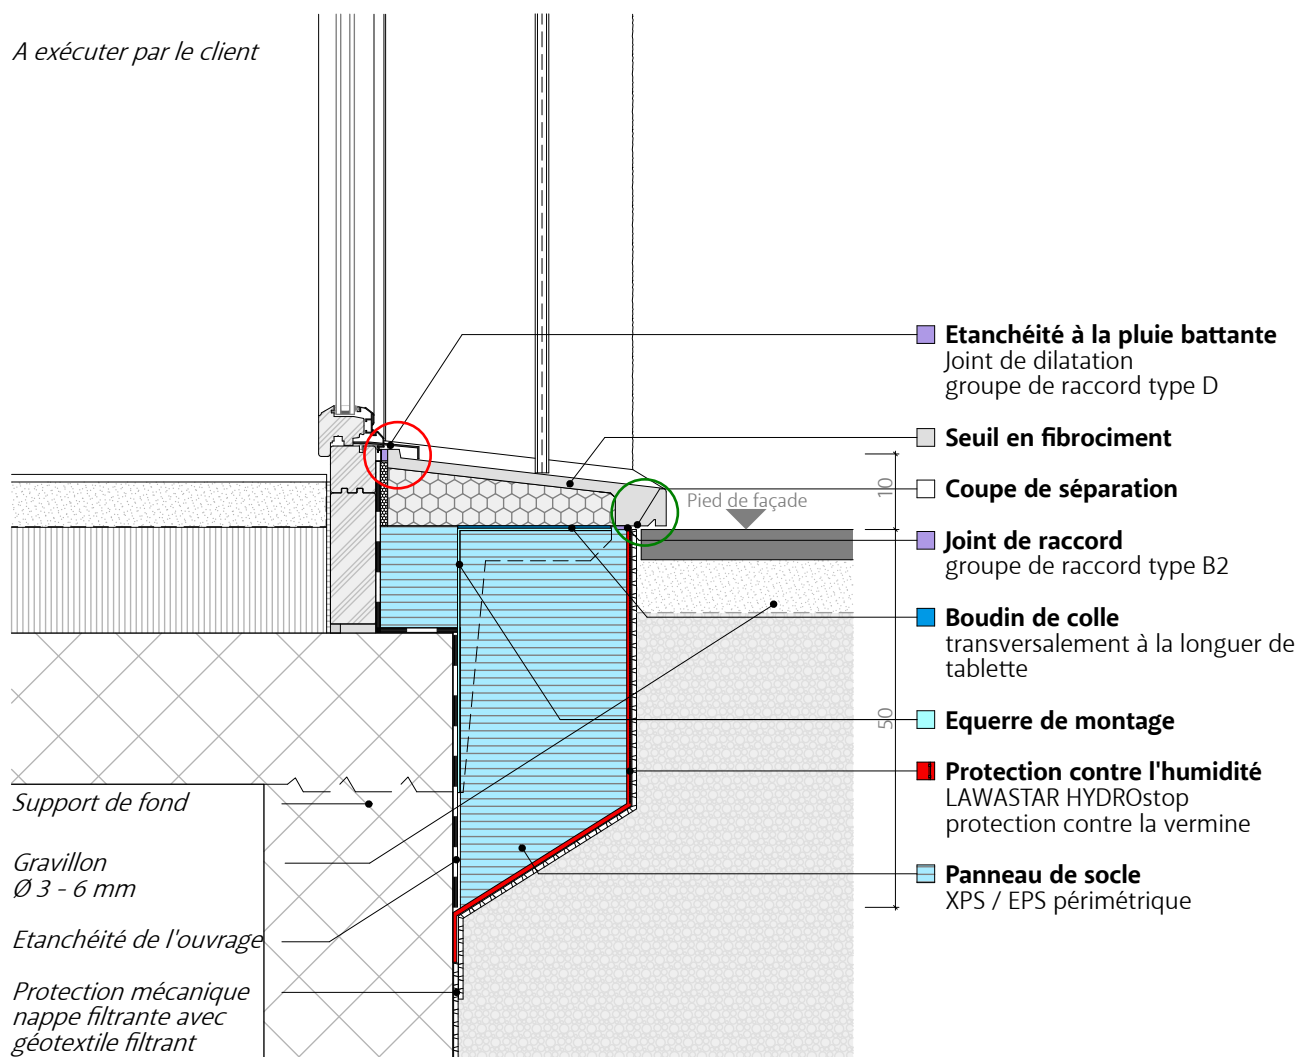 A exécuter par le client
Etanchéité à la pluie battante
Joint de dilatation
groupe de raccord type D
Seuil en fibrociment
10
Coupe de séparation
Pied de façade
Joint de raccord
groupe de raccord type B2
Boudin de colle
transversalement à la longuer de
tablette
Equerre de montage
50
Protection contre l'humidité
LAWASTAR HYDROstop
protection contre la vermine
Panneau de socle
XPS / EPS périmétrique
Support de fond
Gravillon
Ø 3 - 6 mm
Etanchéité de l'ouvrage
Protection mécanique
nappe filtrante avec
géotextile filtrant